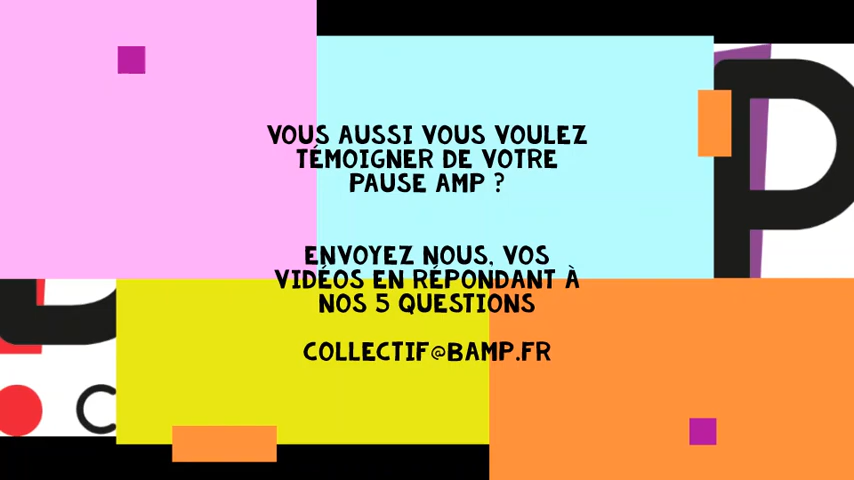 VOUS AUSSI VOUS VOULEZ
TÉMOIGNER DE VOTRE
PAUSE AMP ?
ENVOYEZ NOUS, VOS
VIDÉOS EN RÉPONDANT À
NOS 5 QUESTIONS
COLLECTIF@BAMP.FR